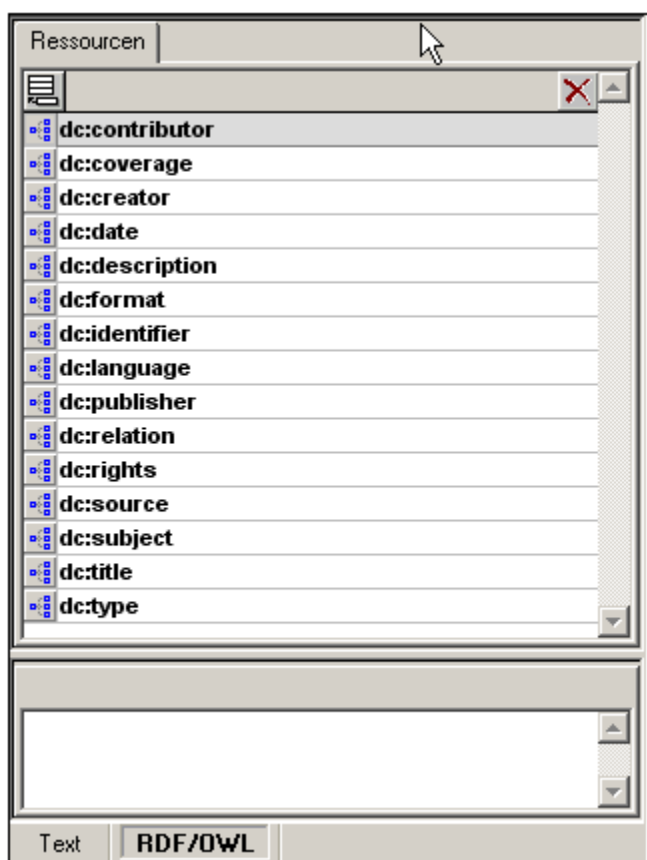 Ressourcen
dc:contributor
dc:coverage
dc:creator
dc:date
dc:description
dc:format
dc:identifier
dc:language
dc:publisher
dc:relation
dc:rights
dc:source
dc:subject
dc:title
dc:type
Text RDF/OWL